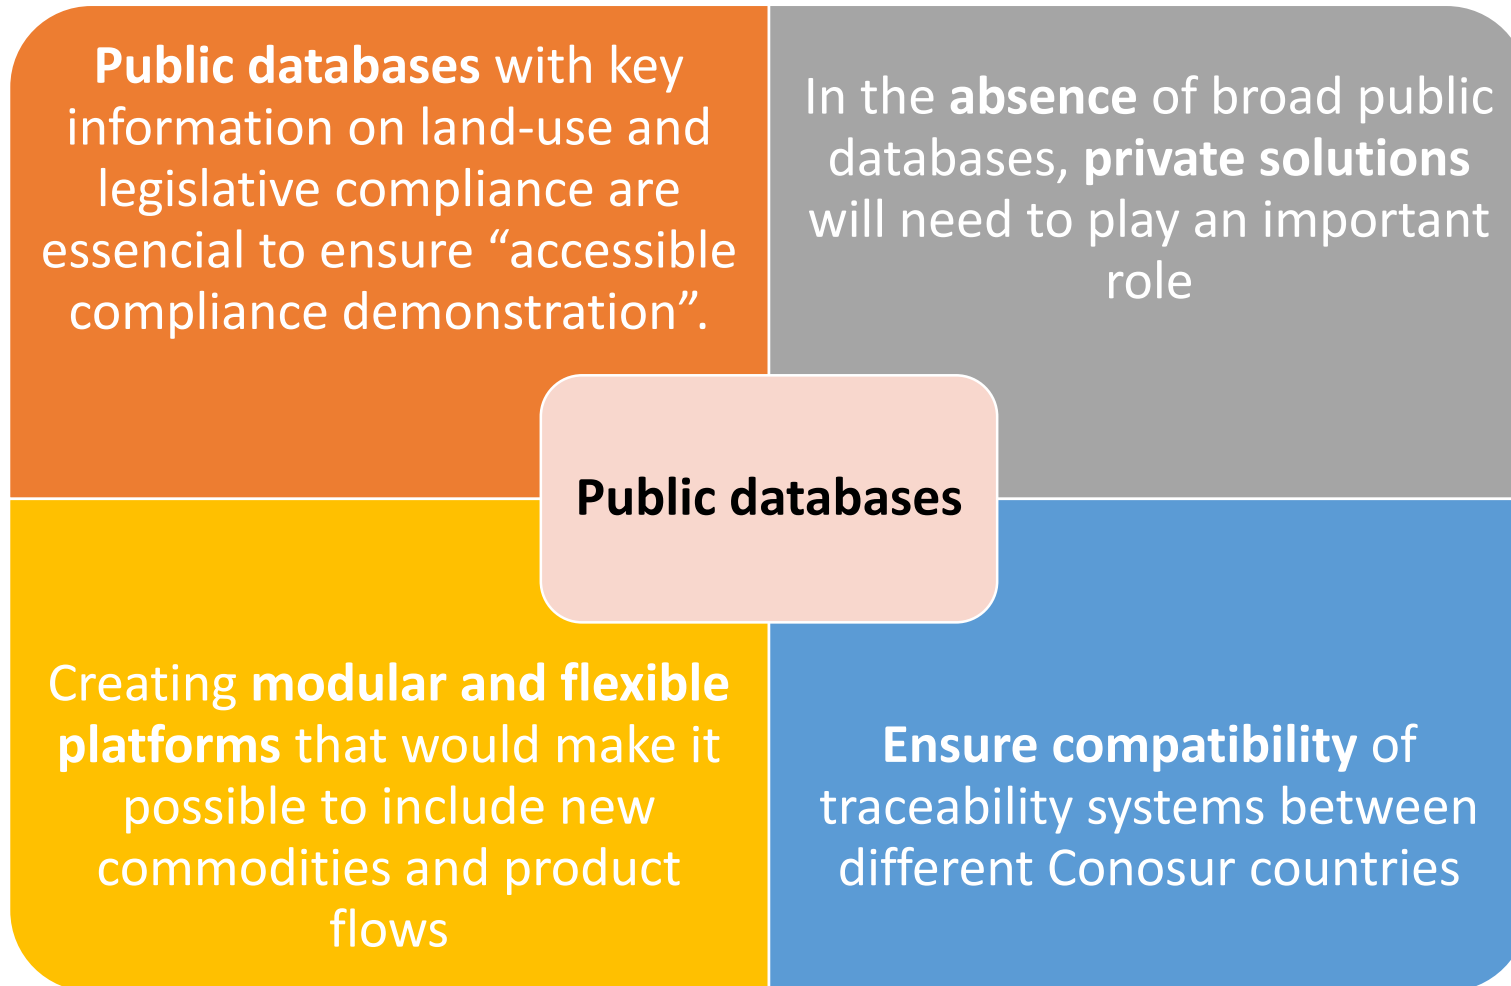 Public databases with key
information on land-use and
legislative compliance are
essencial to ensure “accessible
compliance demonstration”.
In the absence of broad public
databases, private solutions
will need to play an important
role
Public databases
Creating modular and flexible
platforms that would make it
possible to include new
commodities and product
flows
Ensure compatibility of
traceability systems between
different Conosur countries